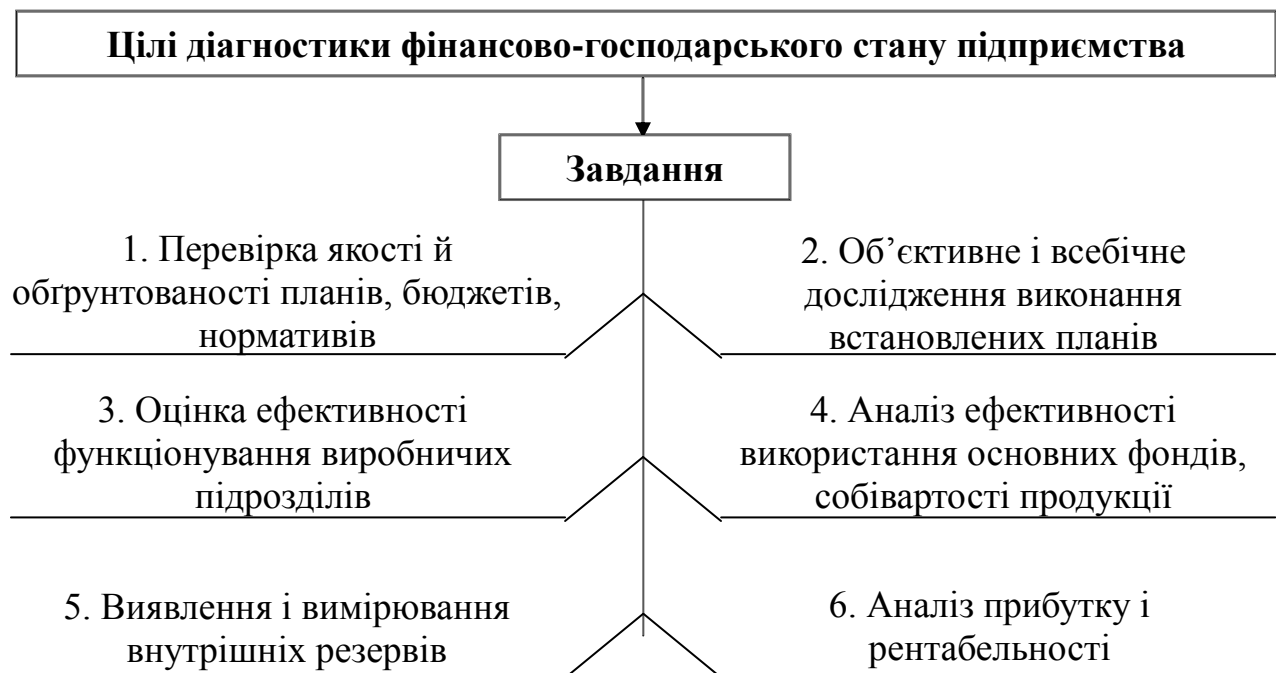 Цілі діагностики фінансово-господарського стану підприємства
Завдання
1. Перевірка якості й
обґрунтованості планів, бюджетів,
нормативів
2. Об’єктивне і всебічне
дослідження виконання
встановлених планів
3. Оцінка ефективності
функціонування виробничих
підрозділів
4. Аналіз ефективності
використання основних фондів,
собівартості продукції
5. Виявлення і вимірювання
внутрішніх резервів
6. Аналіз прибутку і
рентабельності